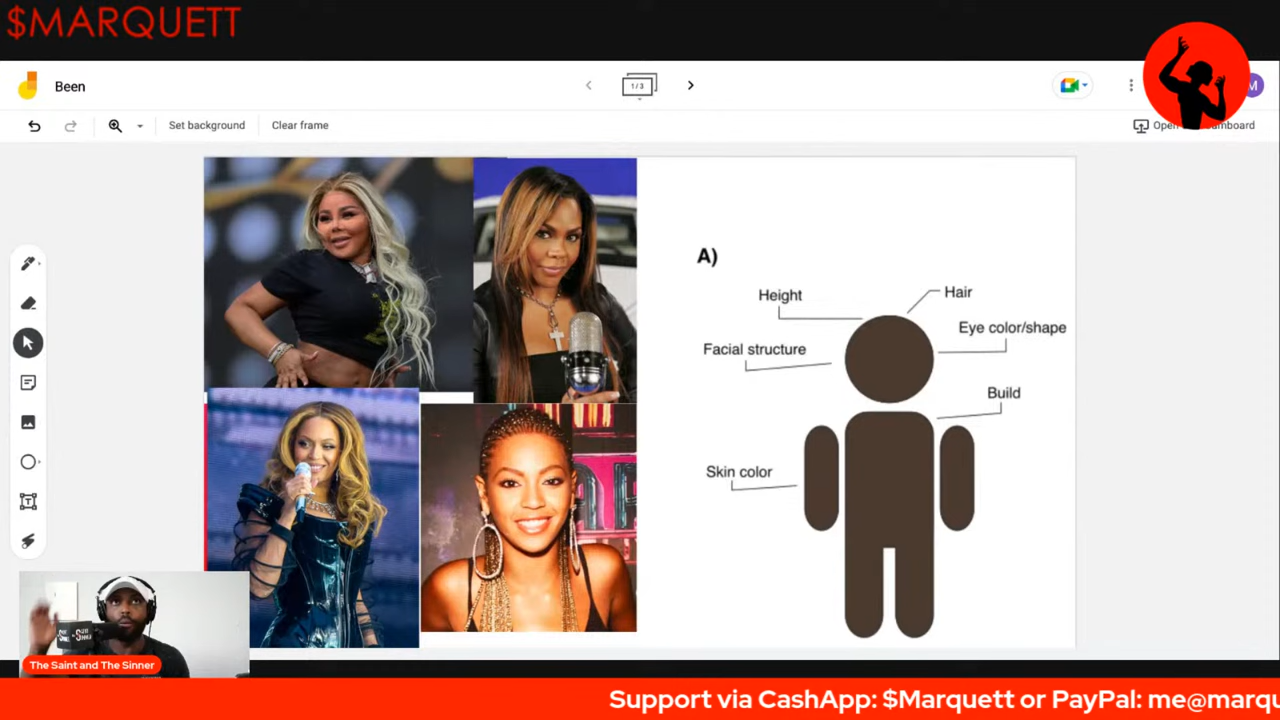 $MARQUETT
Been
1/3
M
Set background
Clear frame
Open
mboard
A)
Height
Hair
Eye color/shape
Facial structure
Build
Skin color
The Saint and The Sinner
Support via CashApp: $Marquett or PayPal: me@marqu